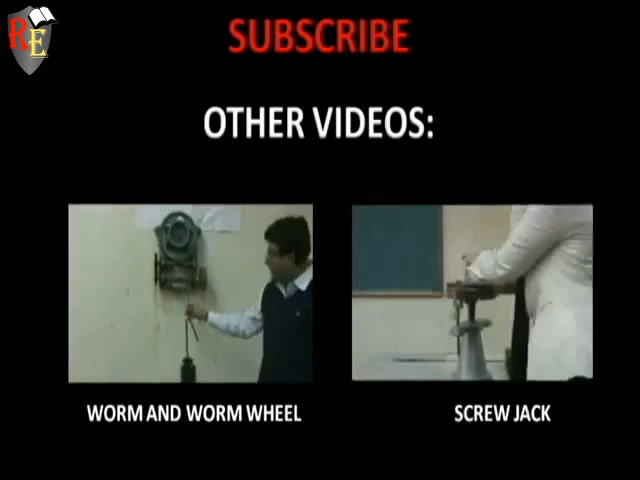 RE
SUBSCRIBE
OTHER VIDEOS:
WORM AND WORM WHEEL
SCREW JACK